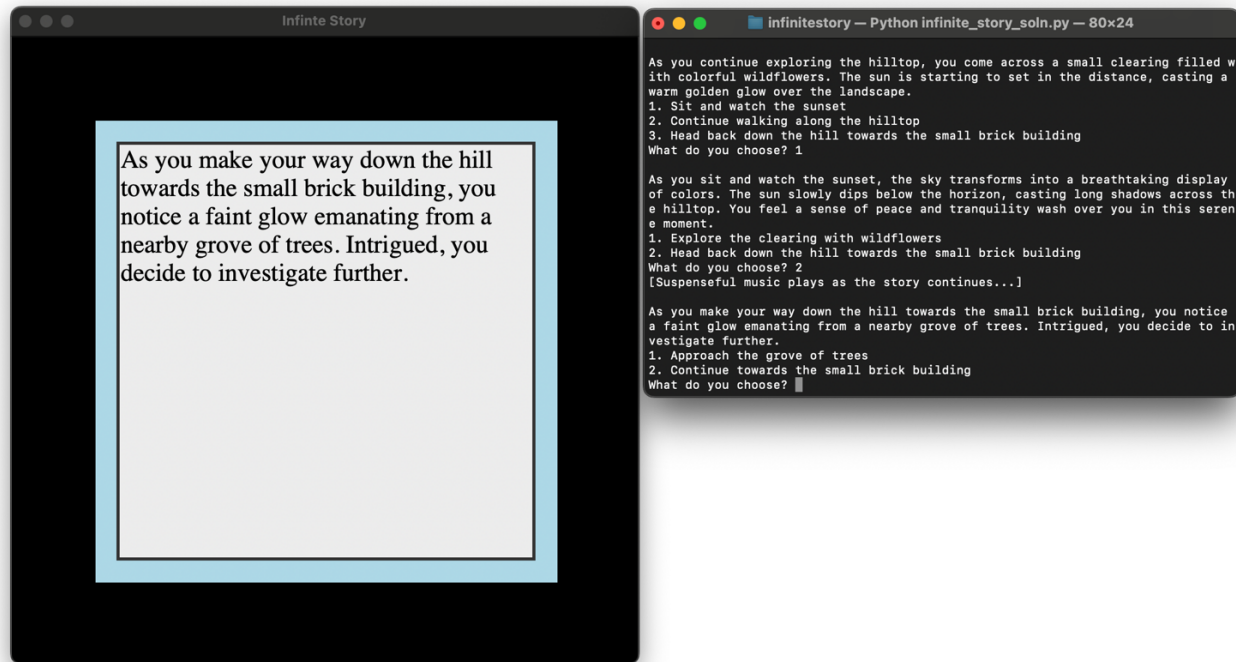 Infinte Story
As you make your way down the hill
towards the small brick building, you
notice a faint glow emanating from a
nearby grove of trees. Intrigued, you
decide to investigate further.
infinitestory — Python infinite_story_soln.py — 80×24
As you continue exploring the hilltop, you come across a small clearing filled w
ith colorful wildflowers. The sun is starting to set in the distance, casting a
warm golden glow over the landscape.
1. Sit and watch the sunset
2. Continue walking along the hilltop
3. Head back down the hill towards the small brick building
What do you choose? 1
As you sit and watch the sunset, the sky transforms into a breathtaking display
of colors. The sun slowly dips below the horizon, casting long shadows across th
e hilltop. You feel a sense of peace and tranquility wash over you in this seren
e moment.
1. Explore the clearing with wildflowers
2. Head back down the hill towards the small brick building
What do you choose? 2
[Suspenseful music plays as the story continues...]
As you make your way down the hill towards the small brick building, you notice
a faint glow emanating from a nearby grove of trees. Intrigued, you decide to in
vestigate further.
1. Approach the grove of trees
2. Continue towards the small brick building
What do you choose?